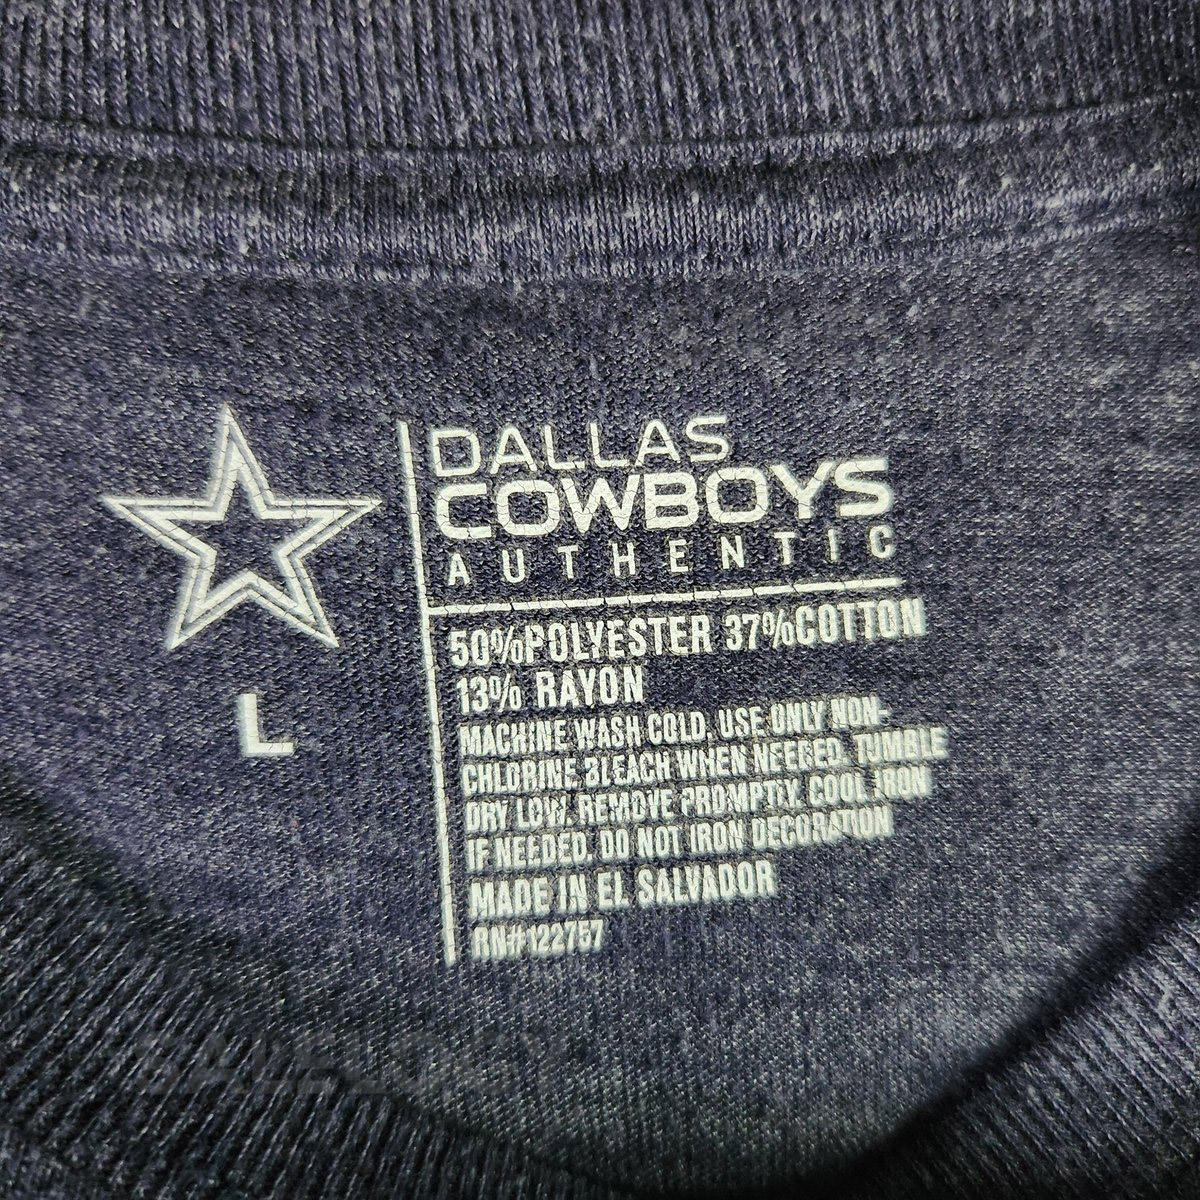 DALLAS
COWBOYS
AUTHENTIC
50%POLYESTER 37%COTTON
13% RAYON
MACHINE WASH COLD. USE ONLY NON-
CHLORINE BLEACH WHEN NEEDED. TUMBLE
DRY LOW. REMOVE PROMPTLY. COOL IRON
IF NEEDED. DO NOT IRON DECORATION
MADE IN EL SALVADOR
RN#122757
L